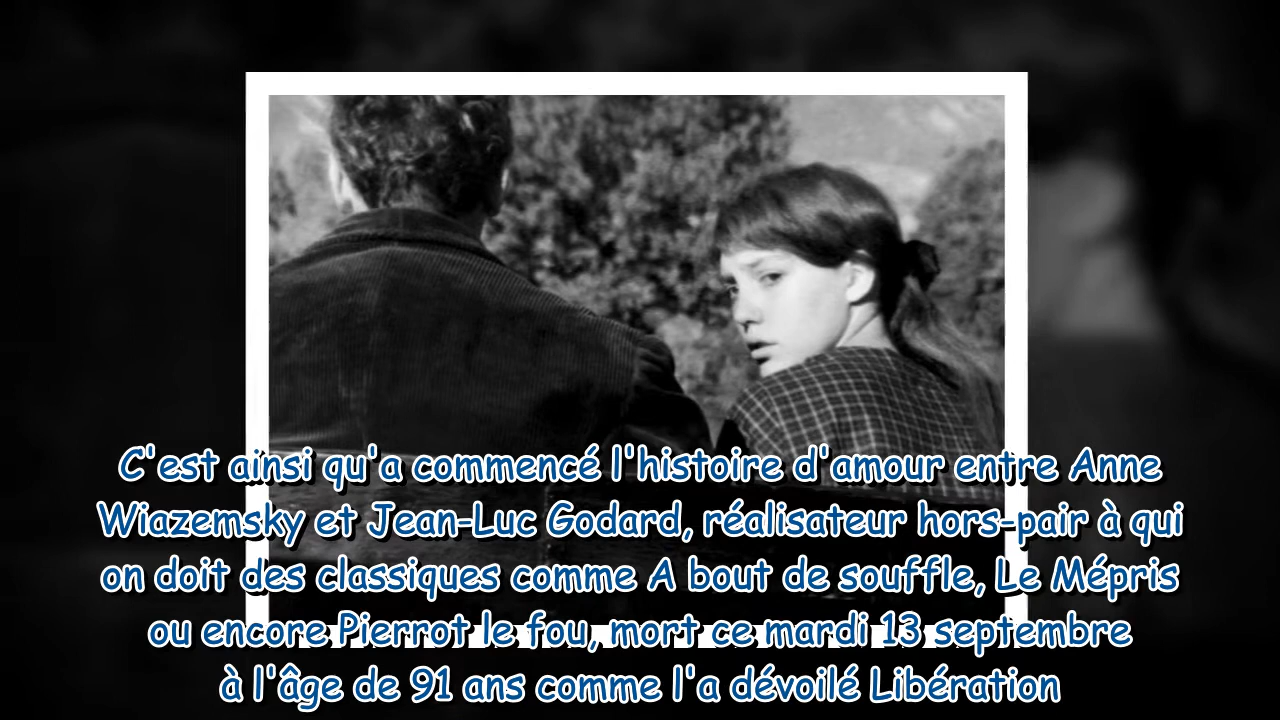 C'est ainsi qu'a commencé l'histoire d'amour entre Anne
Wiazemsky et Jean-Luc Godard, réalisateur hors-pair à qui
on doit des classiques comme A bout de souffle, Le Mépris
ou encore Pierrot le fou, mort ce mardi 13 septembre
à l'âge de 91 ans comme l'a dévoilé Libération